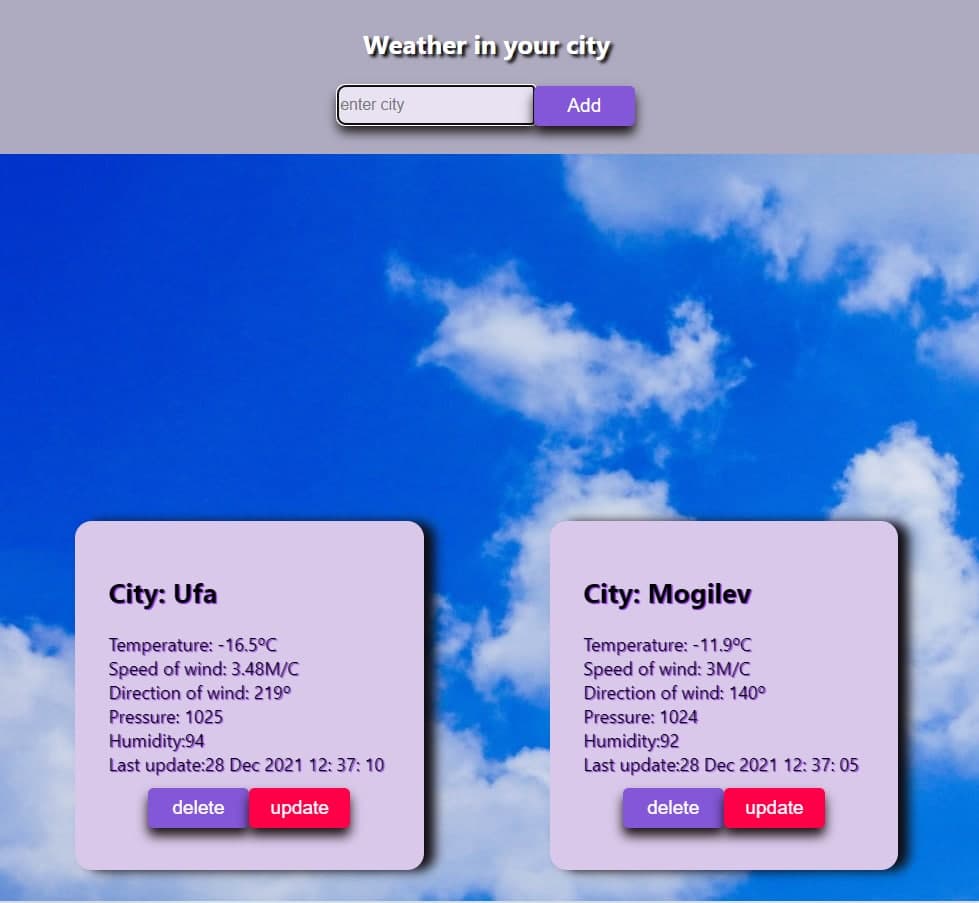 Weather in your city
enter city
Add
City: Ufa
Temperature: -16.5ºC
Speed of wind: 3.48M/C
Direction of wind: 219º
Pressure: 1025
Humidity:94
Last update:28 Dec 2021 12: 37: 10
delete
update
City: Mogilev
Temperature: -11.9ºC
Speed of wind: 3M/C
Direction of wind: 140º
Pressure: 1024
Humidity:92
Last update:28 Dec 2021 12: 37: 05
delete
update